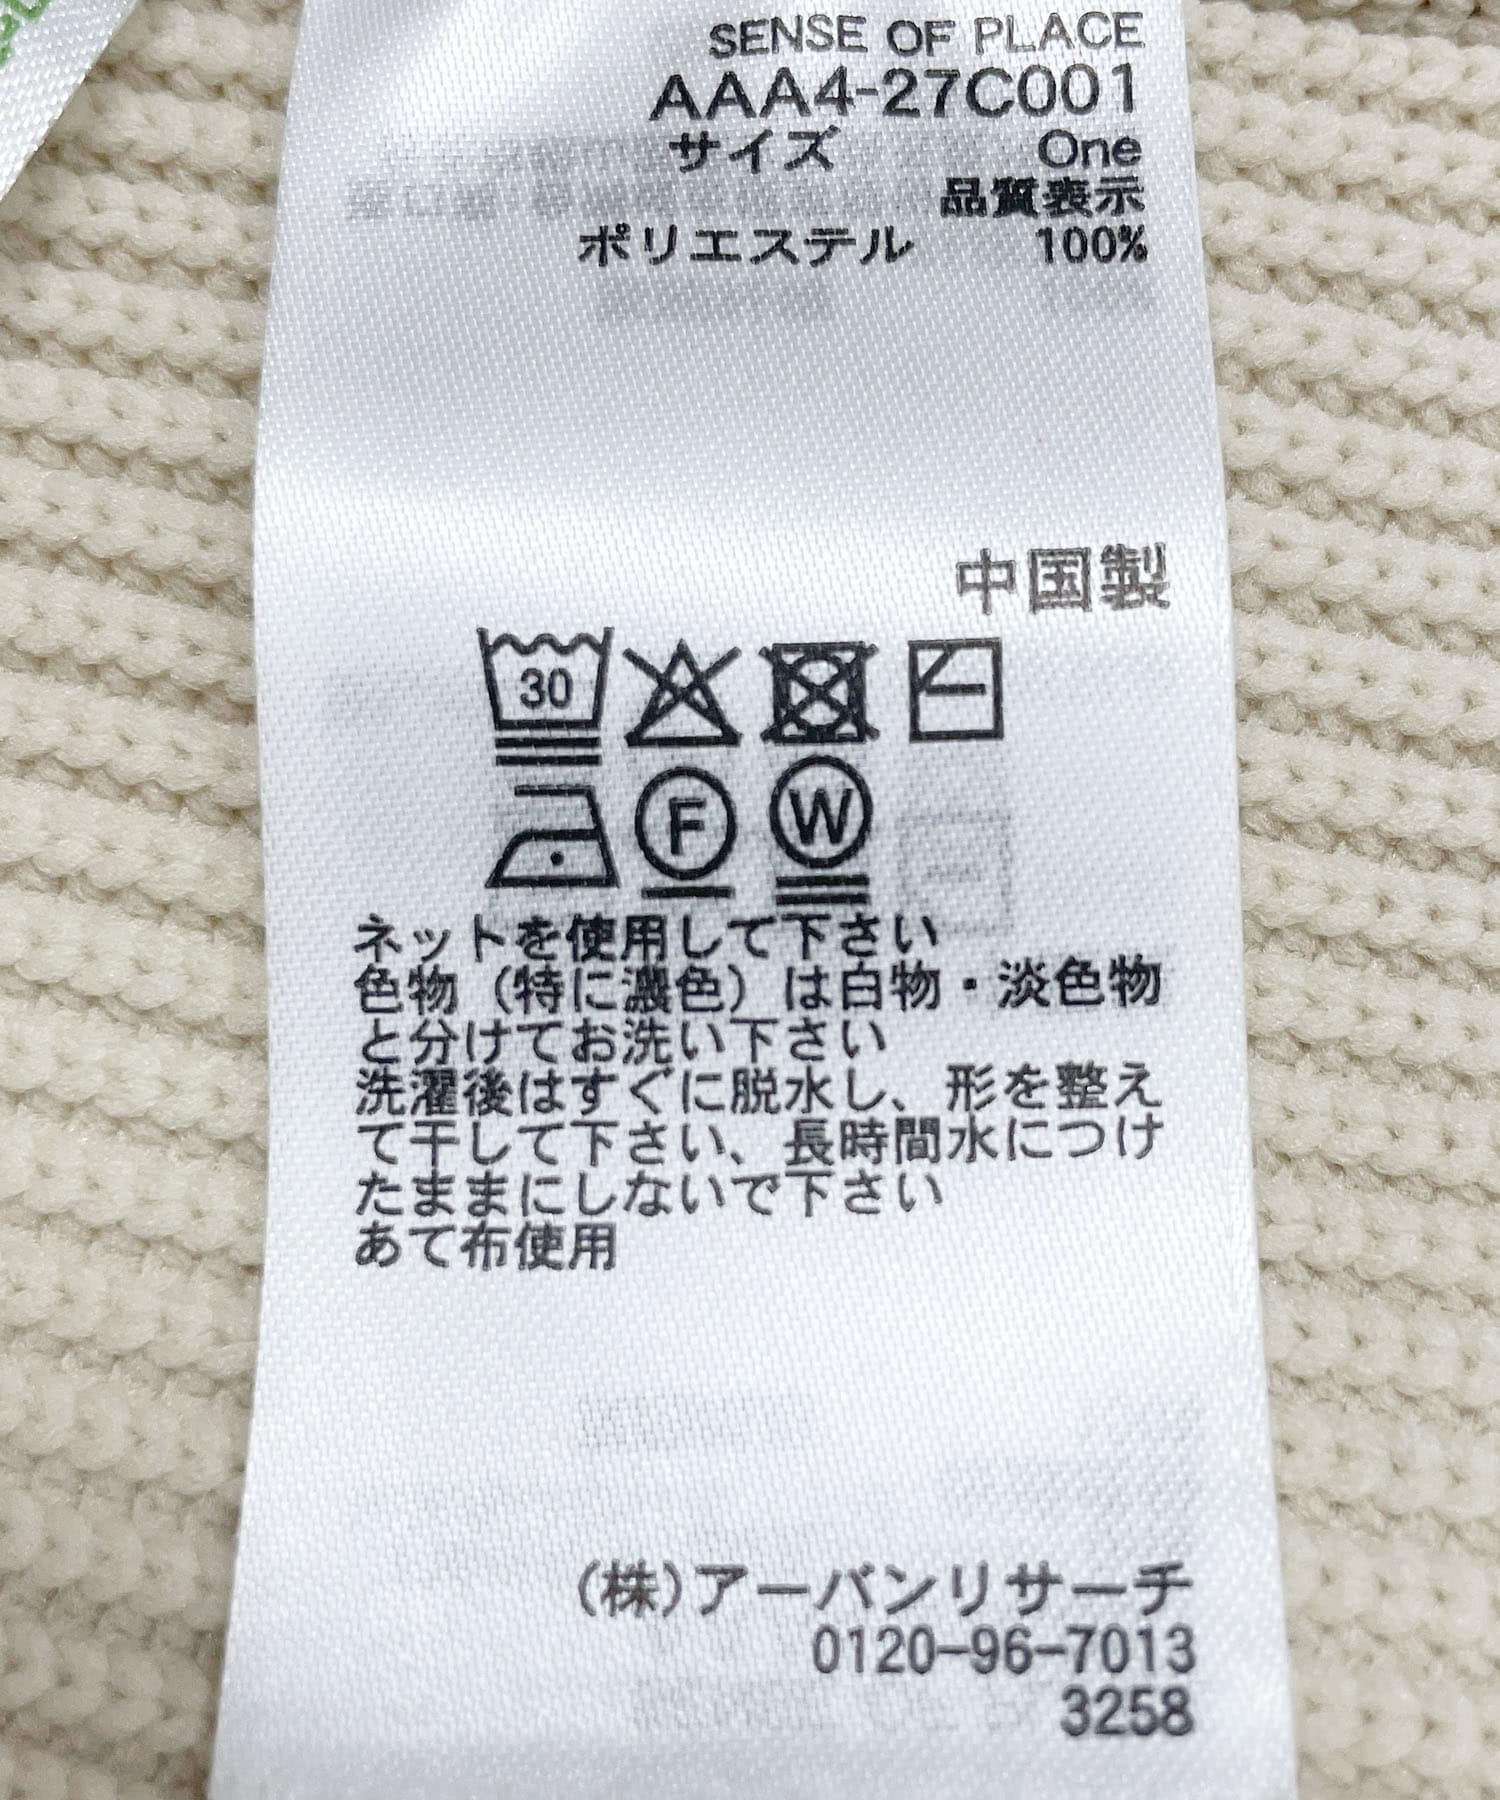 SENSE OF PLACE
AAA4-27C001
サイズ One
品質表示
ポリエステル 100%
中国製
30
F W
ネットを使用して下さい
色物（特に濃色）は白物・淡色物
と分けてお洗い下さい
洗濯後はすぐに脱水し、形を整え
て干して下さい、長時間水につけ
たままにしないで下さい
あて布使用
(株)アーバンリサーチ
0120-96-7013
3258